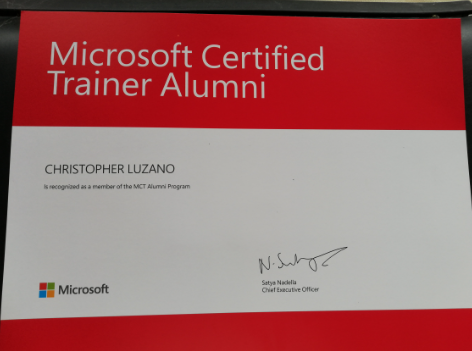 Microsoft Certified
Trainer Alumni
CHRISTOPHER LUZANO
is recognized as a member of the MCT Alumni Program
Satya Nadella
Chief Executive Officer
Microsoft